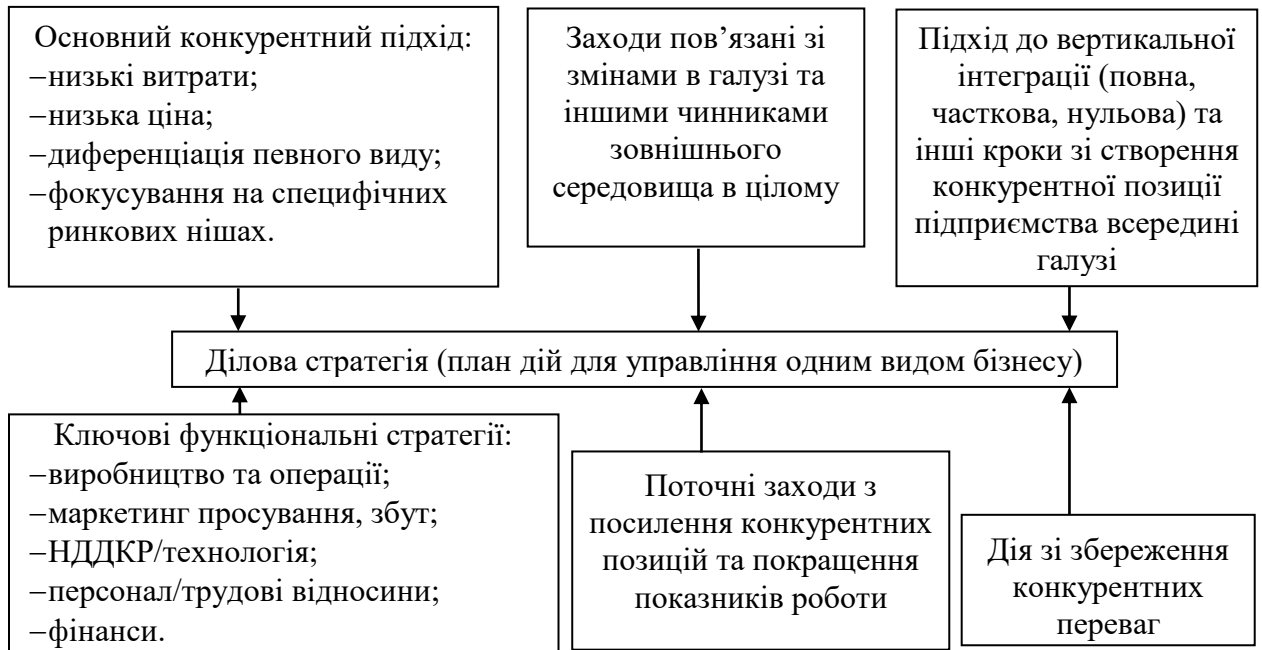 Основний конкурентний підхід:
−низькі витрати;
−низька ціна;
−диференціація певного виду;
−фокусування на специфічних
ринкових нішах.
Заходи пов’язані зі
змінами в галузі та
іншими чинниками
зовнішнього
середовища в цілому
Підхід до вертикальної
інтеграції (повна,
часткова, нульова) та
інші кроки зі створення
конкурентної позиції
підприємства всередині
галузі
Ділова стратегія (план дій для управління одним видом бізнесу)
Ключові функціональні стратегії:
−виробництво та операції;
−маркетинг просування, збут;
−НДДКР/технологія;
−персонал/трудові відносини;
−фінанси.
Поточні заходи з
посилення конкурентних
позицій та покращення
показників роботи
Дія зі збереження
конкурентних
переваг